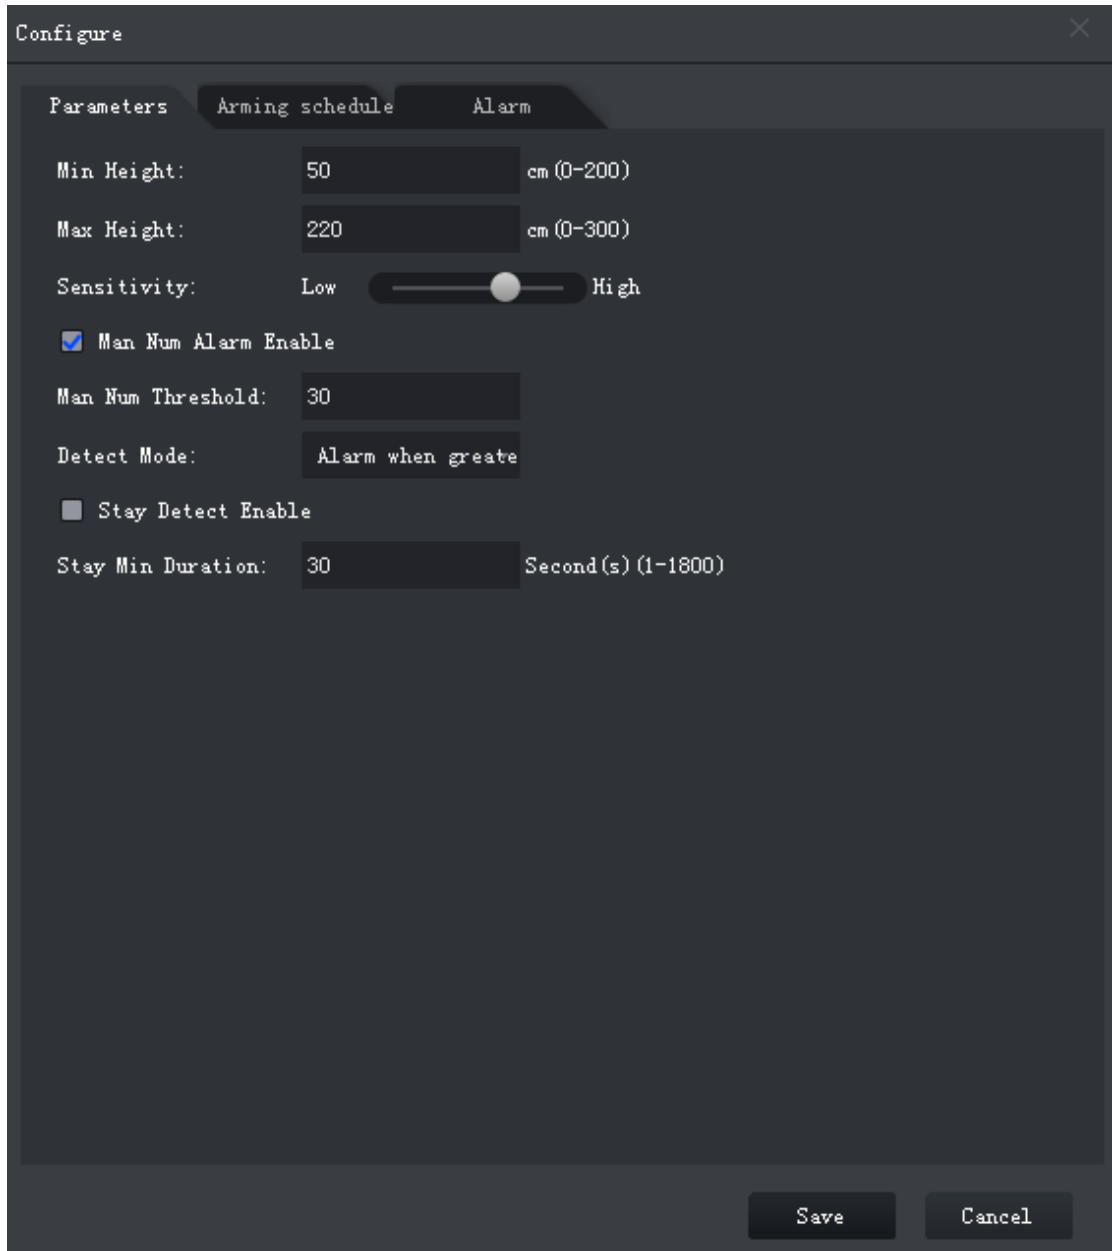 Configure
Parameters Arming schedule Alarm
Min Height: 50 cm(0-200)
Max Height: 220 cm(0-300)
Sensitivity: Low High
Man Num Alarm Enable
Man Num Threshold: 30
Detect Mode: Alarm when greate
Stay Detect Enable
Stay Min Duration: 30 Second(s)(1-1800)
Save Cancel